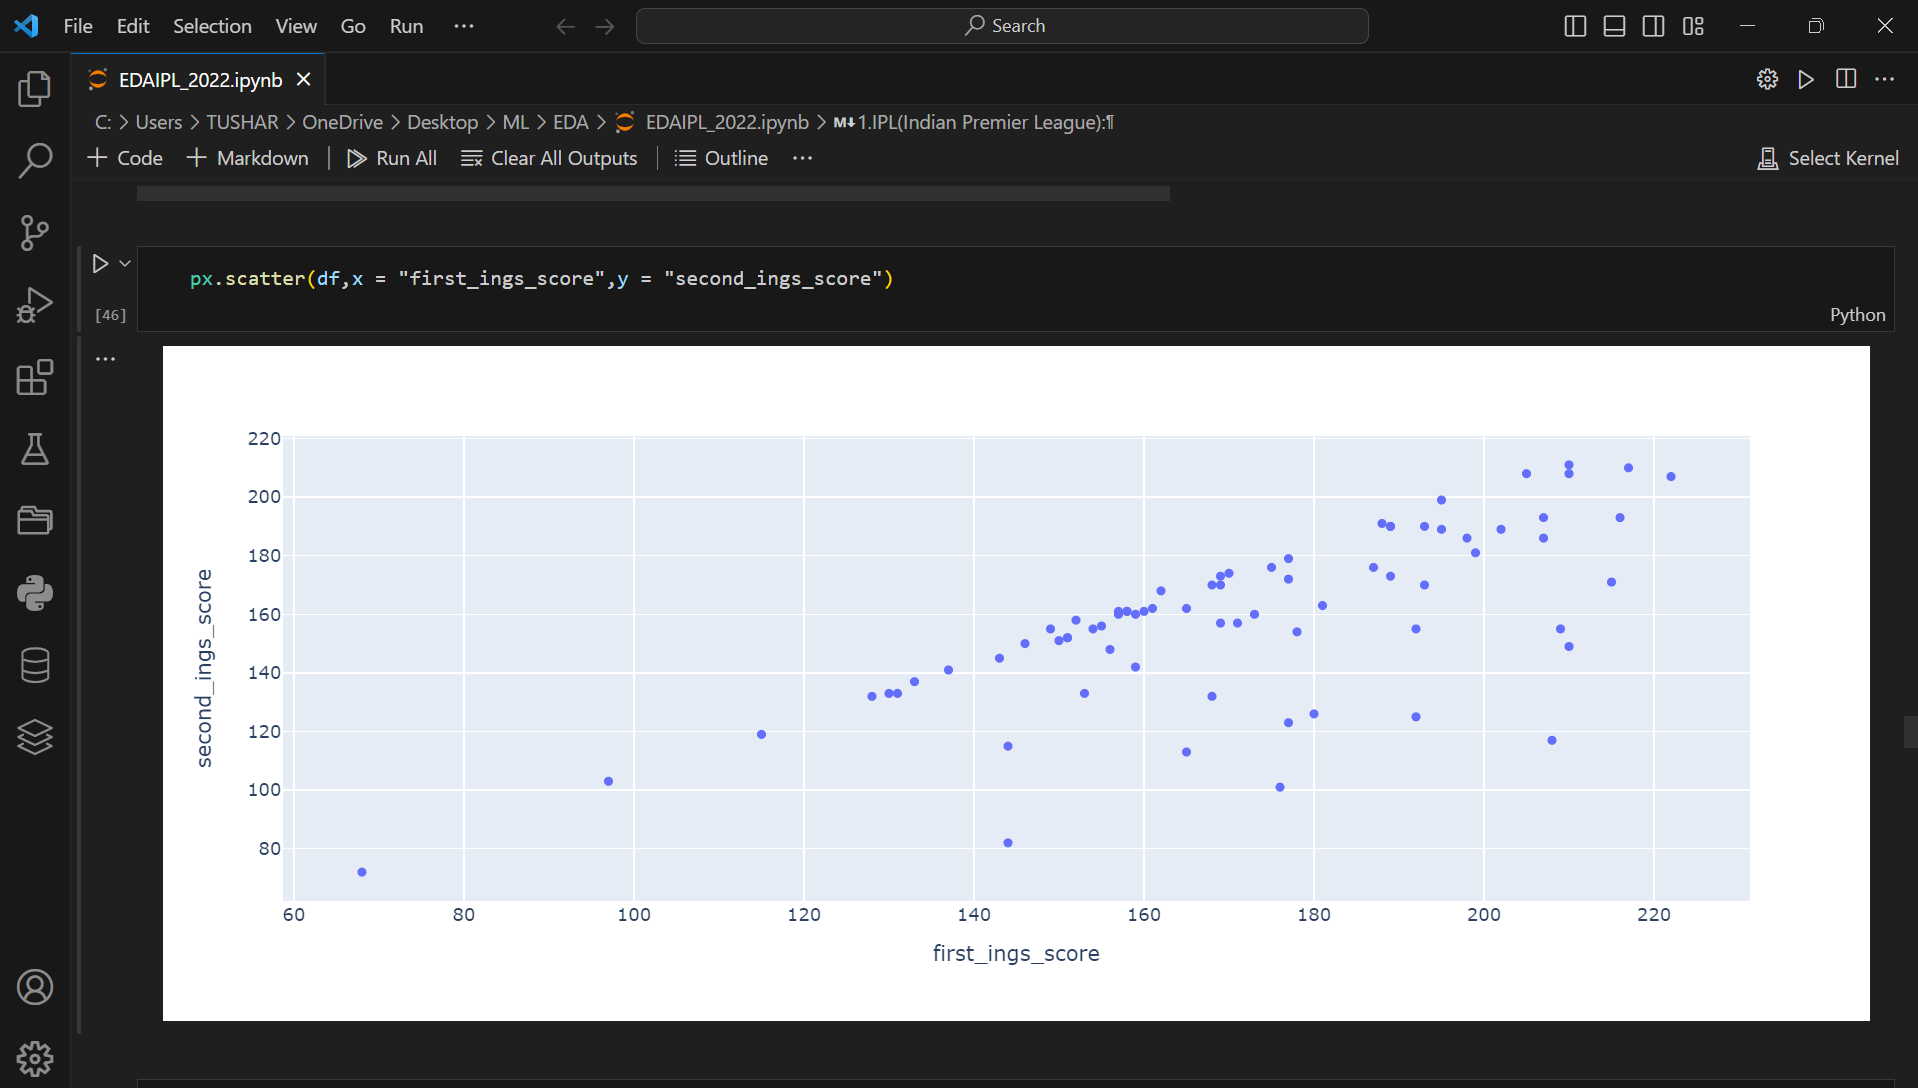 File Edit Selection View Go Run ··· Search
EDAIPL_2022.ipynb
C: > Users > TUSHAR > OneDrive > Desktop > ML > EDA > EDAIPL_2022.ipynb > M↓1.IPL(Indian Premier League):¶
+ Code + Markdown | Run All Clear All Outputs | Outline ··· Select Kernel
px.scatter(df,x = "first_ings_score",y = "second_ings_score")
[46] Python
220
200
180
160
140
120
100
80
second_ings_score
60 80 100 120 140 160 180 200 220
first_ings_score